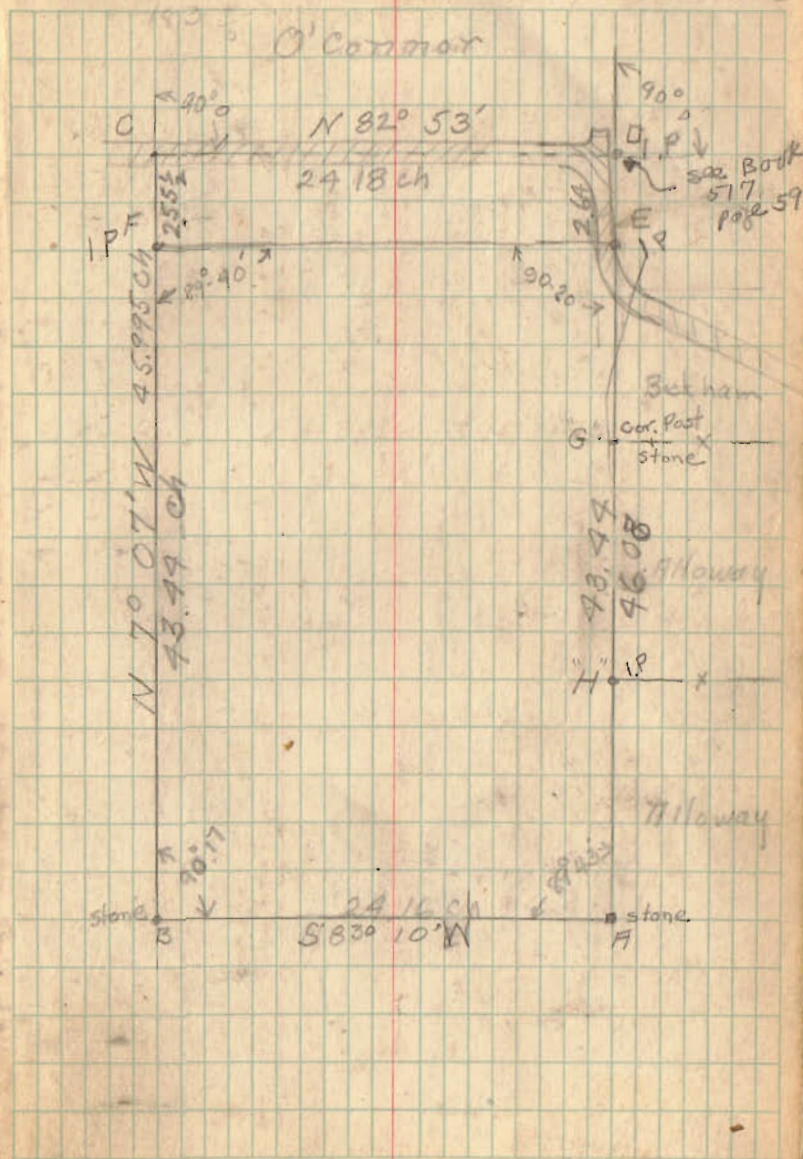 O'Connor
90°
90°
C
N 82° 53'
D I.P
24 18 ch
see Book
517
page 59
255½
2.64
I P F
E
89°.40'
90.20
Beckham
"G"
cor. Post
stone
N 7° 07' W 45.995 ch
43.44 ch
43.44
46.08
Alloway
"H" I.P
Alloway
90°.17
89°43'
stone
24 16 ch
stone
B
S 83° 10' W
A